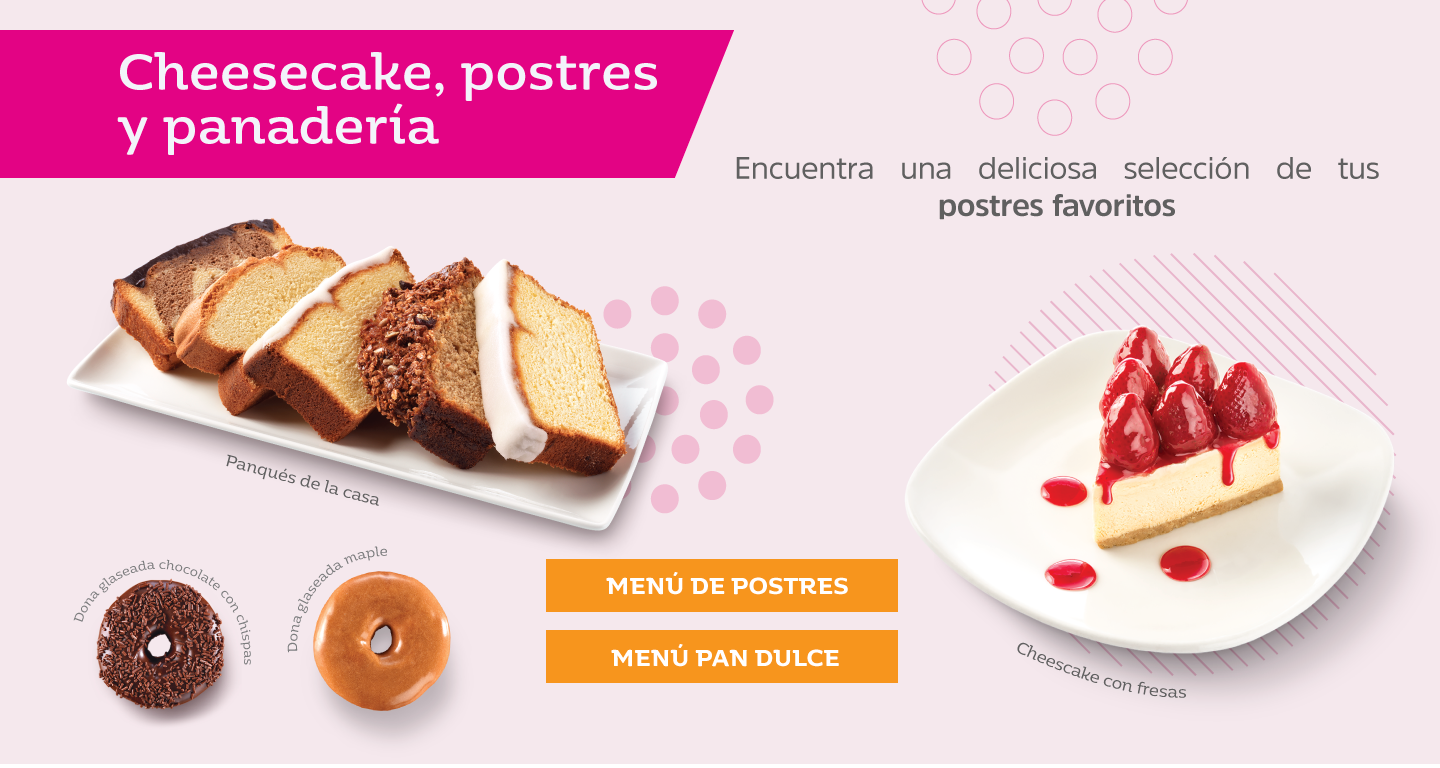 Cheesecake, postres
y panadería
Encuentra una deliciosa selección de tus
postres favoritos
Panqués de la casa
Dona glaseada chocolate con chispas
Dona glaseada maple
MENÚ DE POSTRES
MENÚ PAN DULCE
Cheescake con fresas